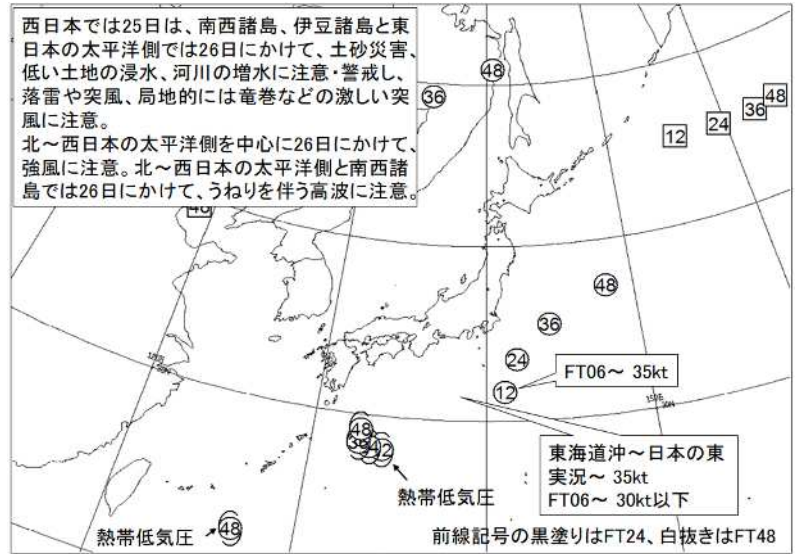 西日本では25日は、南西諸島、伊豆諸島と東
日本の太平洋側では26日にかけて、土砂災害、
低い土地の浸水、河川の増水に注意・警戒し、
落雷や突風、局地的には竜巻などの激しい突
風に注意。
北～西日本の太平洋側を中心に26日にかけて、
強風に注意。北～西日本の太平洋側と南西諸
島では26日にかけて、うねりを伴う高波に注意。
48
36
48
36
24
12
48
36
24
FT06～ 35kt
12
150E
30N
48
東海道沖～日本の東
実況～ 35kt
FT06～ 30kt以下
熱帯低気圧
熱帯低気圧
48
前線記号の黒塗りはFT24、白抜きはFT48